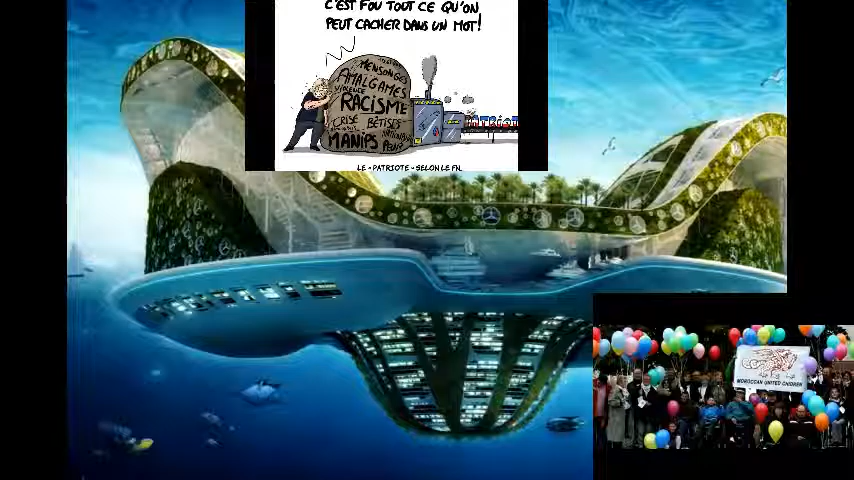 C'EST FOU TOUT CE QU'ON
PEUT CACHER DANS UN MOT!
MENSONGES
AMALGAMES
VIOLENCE
RACISME
CRISE BÊTISES
MANIPS
LE - PATRIOTE - SELON LE FN.
MOROCCAN UNITED CHILDREN